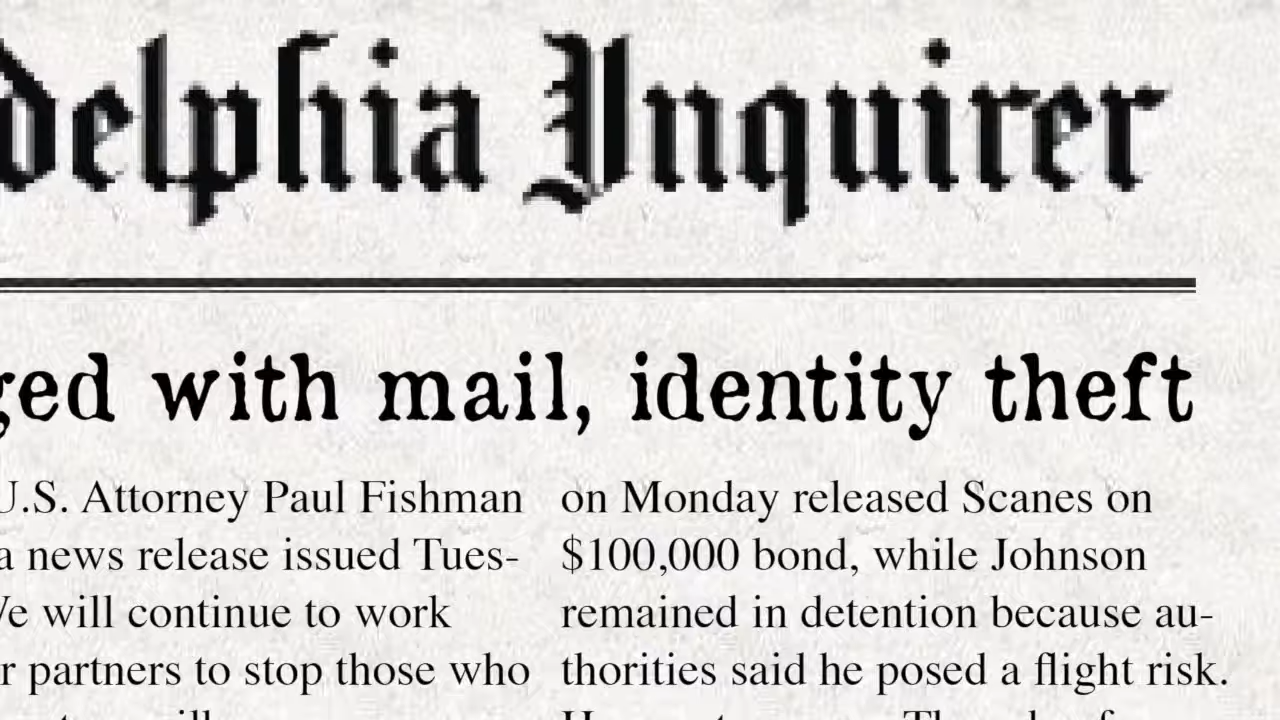 delphia Inquirer
ged with mail, identity theft
U.S. Attorney Paul Fishman
a news release issued Tues-
We will continue to work
r partners to stop those who
on Monday released Scanes on
$100,000 bond, while Johnson
remained in detention because au-
thorities said he posed a flight risk.